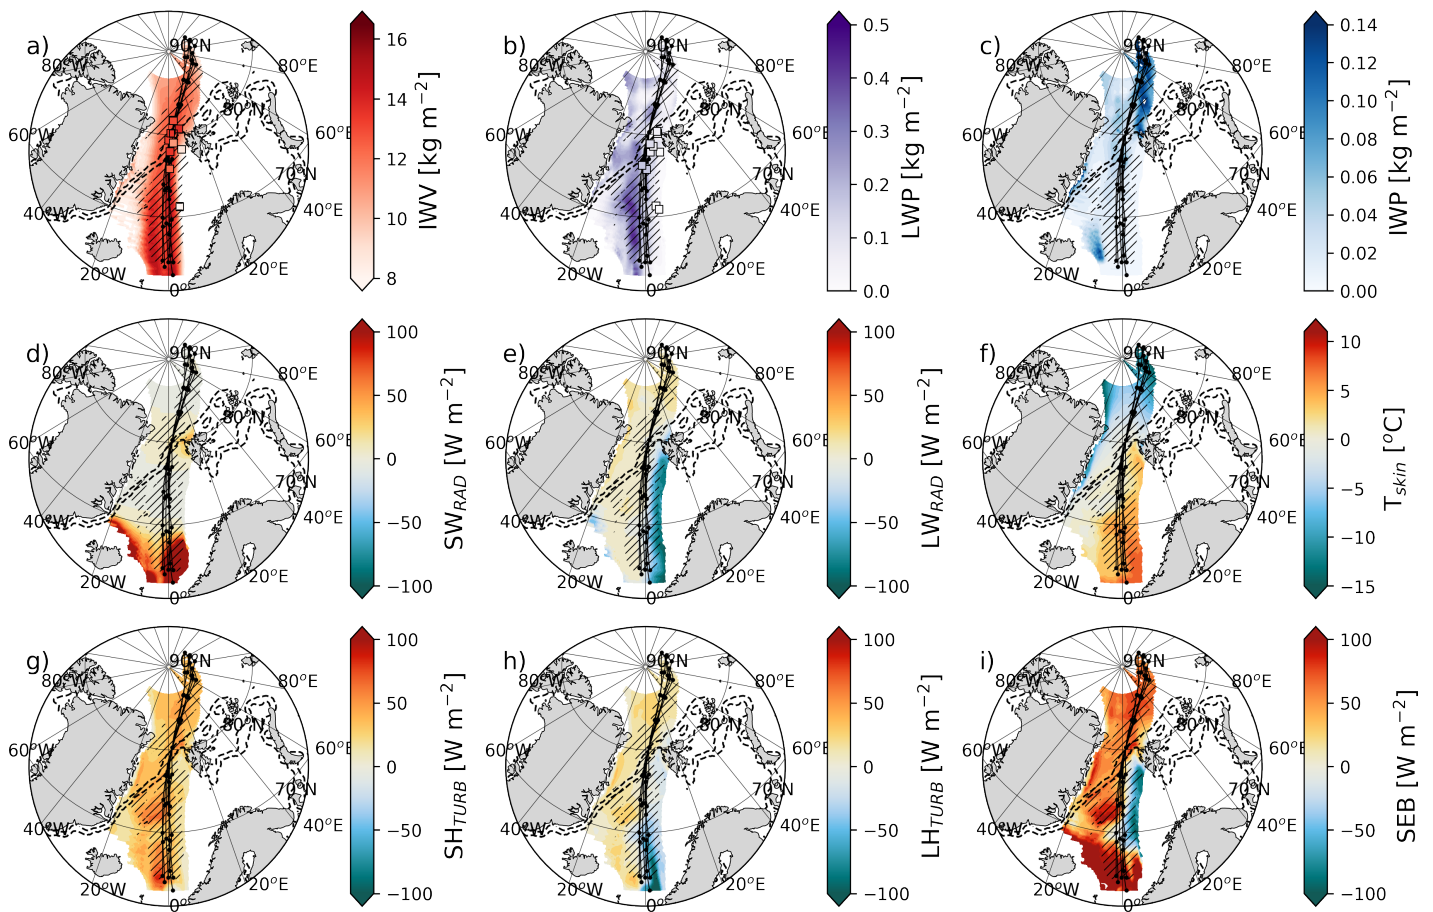 a)
90°N
80°W
80°E
80°N
60°W
60°E
70°N
40°W
40°E
20°W
20°E
0°
16
14
12
10
8
IWV [kg m−2]
b)
90°N
80°W
80°E
80°N
60°W
60°E
70°N
40°W
40°E
20°W
20°E
0°
0.5
0.4
0.3
0.2
0.1
0.0
LWP [kg m−2]
c)
90°N
80°W
80°E
80°N
60°W
60°E
70°N
40°W
40°E
20°W
20°E
0°
0.14
0.12
0.10
0.08
0.06
0.04
0.02
0.00
IWP [kg m−2]
d)
90°N
80°W
80°E
80°N
60°W
60°E
70°N
40°W
40°E
20°W
20°E
0°
100
50
0
−50
−100
SWRAD [W m−2]
e)
90°N
80°W
80°E
80°N
60°W
60°E
70°N
40°W
40°E
20°W
20°E
0°
100
50
0
−50
−100
LWRAD [W m−2]
f)
90°N
80°W
80°E
80°N
60°W
60°E
70°N
40°W
40°E
20°W
20°E
0°
10
5
0
−5
−10
−15
Tskin [°C]
g)
90°N
80°W
80°E
80°N
60°W
60°E
70°N
40°W
40°E
20°W
20°E
0°
100
50
0
−50
−100
SHTURB [W m−2]
h)
90°N
80°W
80°E
80°N
60°W
60°E
70°N
40°W
40°E
20°W
20°E
0°
100
50
0
−50
−100
LHTURB [W m−2]
i)
90°N
80°W
80°E
80°N
60°W
60°E
70°N
40°W
40°E
20°W
20°E
0°
100
50
0
−50
−100
SEB [W m−2]